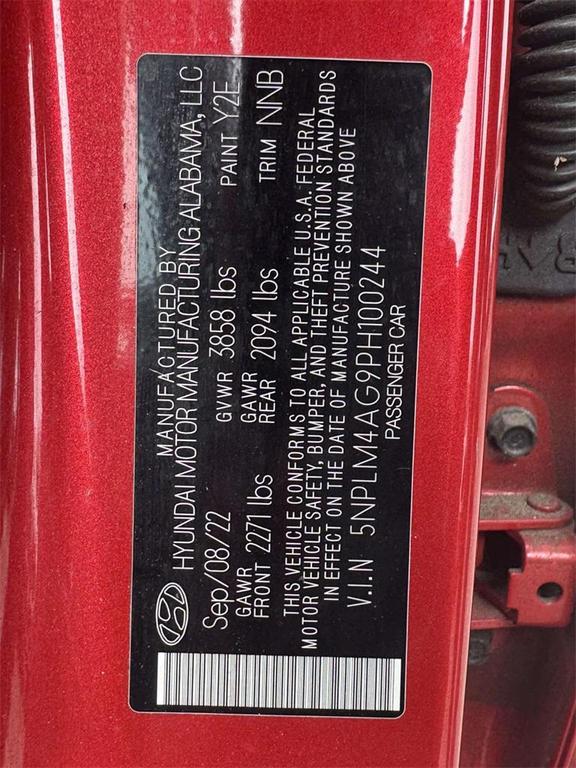 MANUFACTURED BY
HYUNDAI MOTOR MANUFACTURING ALABAMA, LLC
Sep/08/22 GVWR 3858 lbs PAINT Y2E
GAWR FRONT 2271 lbs GAWR REAR 2094 lbs TRIM NNB
THIS VEHICLE CONFORMS TO ALL APPLICABLE U.S.A. FEDERAL
MOTOR VEHICLE SAFETY, BUMPER, AND THEFT PREVENTION STANDARDS
IN EFFECT ON THE DATE OF MANUFACTURE SHOWN ABOVE
V.I.N 5NPLM4AG9PH100244
PASSENGER CAR